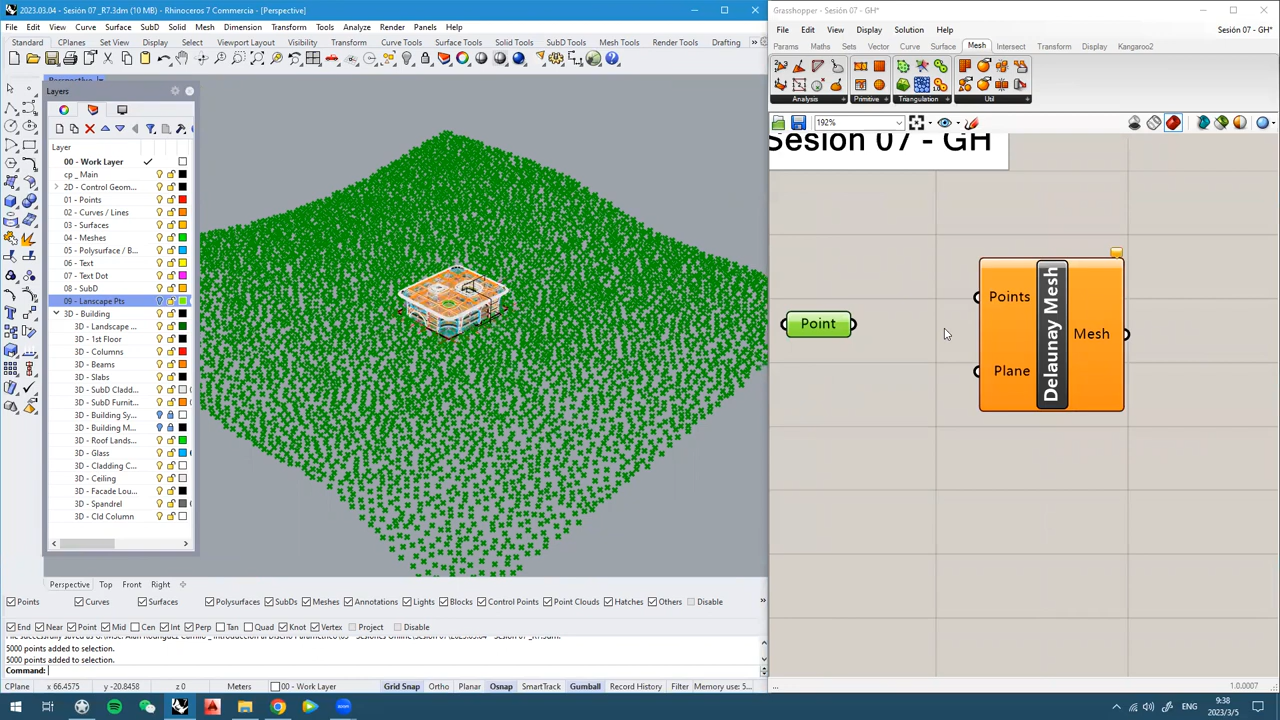 2023.03.04 - Sesión 07 _R7.3dm (10 MB) - Rhinoceros 7 Commercia - [Perspective]
File Edit View Curve Surface SubD Solid Mesh Dimension Transform Tools Analyze Render Panels Help
Standard CPlanes Set View Display Select Viewport Layout Visibility Transform Curve Tools Surface Tools Solid Tools SubD Tools Mesh Tools Render Tools Drafting
Perspective
Layers
Layer
00 - Work Layer
cp _ Main
2D - Control Geom...
01 - Points
02 - Curves / Lines
03 - Surfaces
04 - Meshes
05 - Polysurface / B...
06 - Text
07 - Text Dot
08 - SubD
09 - Lanscape Pts
3D - Building
3D - Landscape ...
3D - 1st Floor
3D - Columns
3D - Beams
3D - Slabs
3D - SubD Cladd...
3D - SubD Furnit...
3D - Building Sy...
3D - Building M...
3D - Roof Lands...
3D - Glass
3D - Cladding C...
3D - Ceiling
3D - Facade Lou...
3D - Spandrel
3D - Cld Column
Perspective Top Front Right
Points Curves Surfaces Polysurfaces SubDs Meshes Annotations Lights Blocks Control Points Point Clouds Hatches Others Disable
End Near Point Mid Cen Int Perp Tan Quad Knot Vertex Project Disable
5000 points added to selection.
5000 points added to selection.
Command:
CPlane x 66.4575 y -20.8458 z 0 Meters 00 - Work Layer Grid Snap Ortho Planar Osnap SmartTrack Gumball Record History Filter Memory use: 5...
Grasshopper - Sesión 07 - GH*
File Edit View Display Solution Help
Sesión 07 - GH*
Params Maths Sets Vector Curve Surface Mesh Intersect Transform Display Kangaroo2
Analysis Primitive Triangulation Util
192%
Sesión 07 - GH
Point
Points
Plane
Delaunay Mesh
Mesh
...
1.0.0007
ENG
9:38
2023/3/5